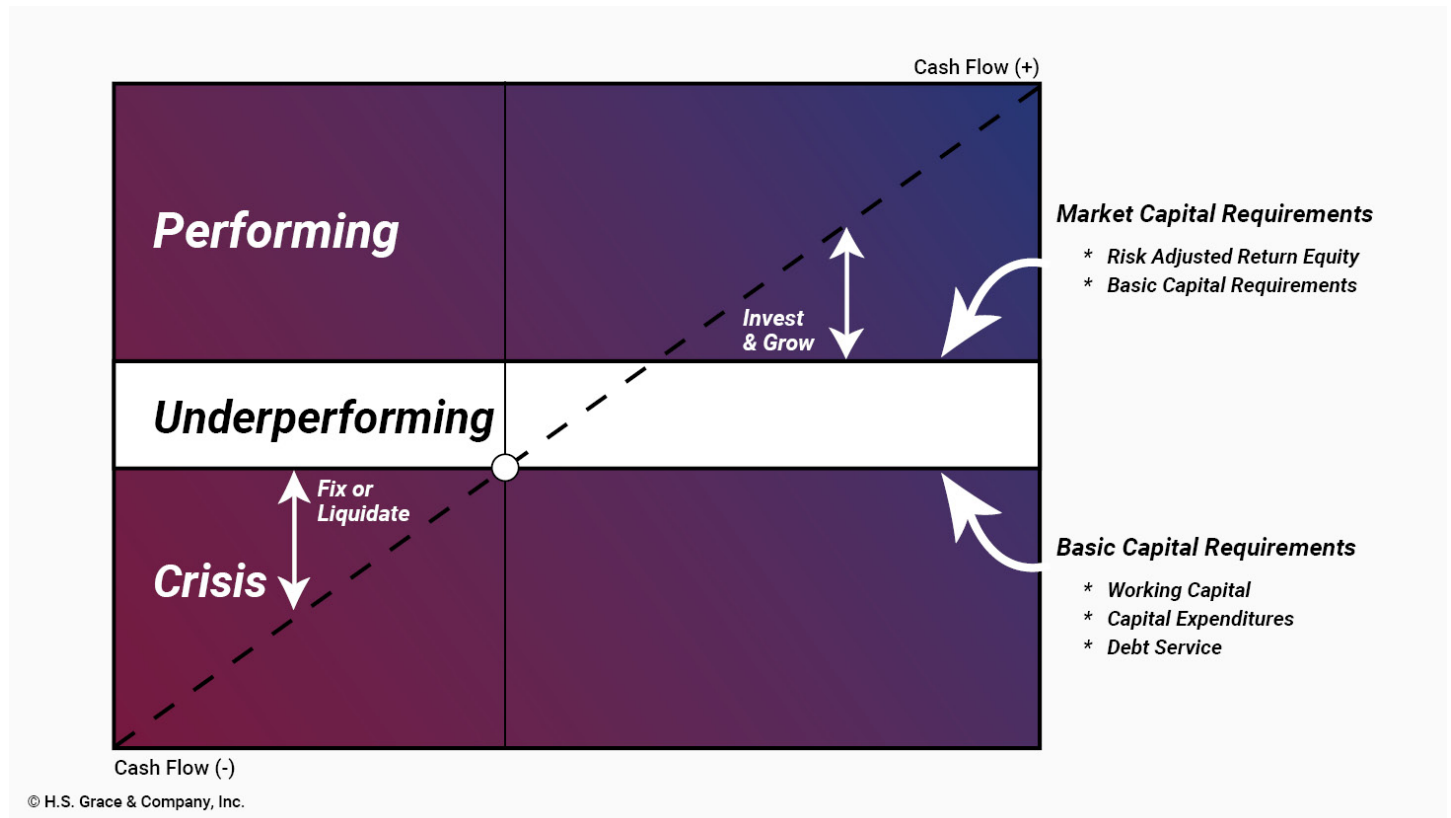 Cash Flow (+)
Performing
Market Capital Requirements
* Risk Adjusted Return Equity
* Basic Capital Requirements
Invest
& Grow
Underperforming
Fix or
Liquidate
Crisis
Basic Capital Requirements
* Working Capital
* Capital Expenditures
* Debt Service
Cash Flow (-)
© H.S. Grace & Company, Inc.